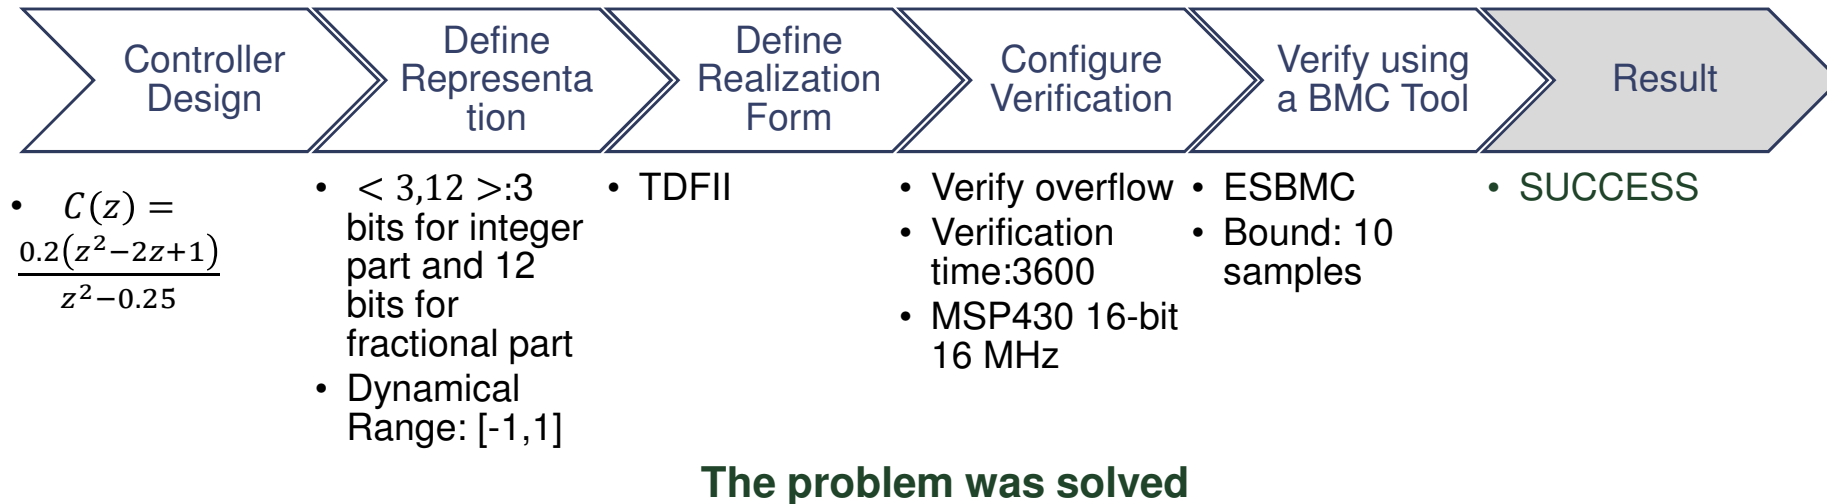 Controller
Design
Define
Representa
tion
Define
Realization
Form
Configure
Verification
Verify using
a BMC Tool
Result
• C(z) =
0.2(z²−2z+1)
z²−0.25
• < 3,12 >:3
bits for integer
part and 12
bits for
fractional part
• Dynamical
Range: [-1,1]
• TDFII
• Verify overflow
• Verification
time:3600
• MSP430 16-bit
16 MHz
• ESBMC
• Bound: 10
samples
• SUCCESS
The problem was solved